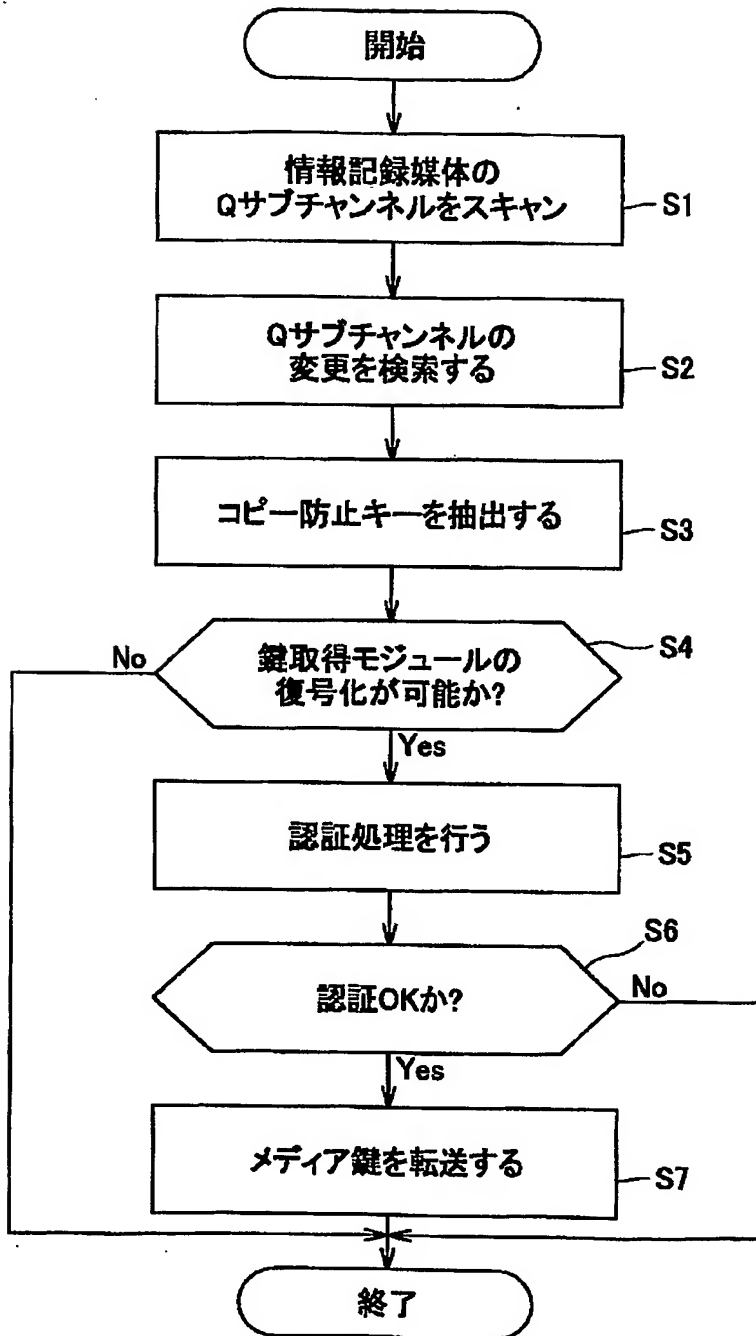 開始
情報記録媒体の
Qサブチャンネルをスキャン
S1
Qサブチャンネルの
変更を検索する
S2
コピー防止キーを抽出する
S3
鍵取得モジュールの
復号化が可能か?
S4
No
Yes
認証処理を行う
S5
認証OKか?
S6
No
Yes
メディア鍵を転送する
S7
終了